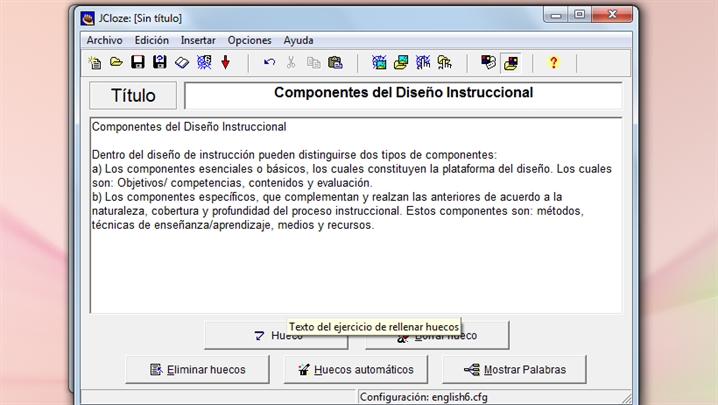 JCloze: [Sin título]
Archivo Edición Insertar Opciones Ayuda
Título
Componentes del Diseño Instruccional
Componentes del Diseño Instruccional
Dentro del diseño de instrucción pueden distinguirse dos tipos de componentes:
a) Los componentes esenciales o básicos, los cuales constituyen la plataforma del diseño. Los cuales
son: Objetivos/ competencias, contenidos y evaluación.
b) Los componentes específicos, que complementan y realzan las anteriores de acuerdo a la
naturaleza, cobertura y profundidad del proceso instruccional. Estos componentes son: métodos,
técnicas de enseñanza/aprendizaje, medios y recursos.
Texto del ejercicio de rellenar huecos
Hueco Borrar hueco
Eliminar huecos Huecos automáticos Mostrar Palabras
Configuración: english6.cfg